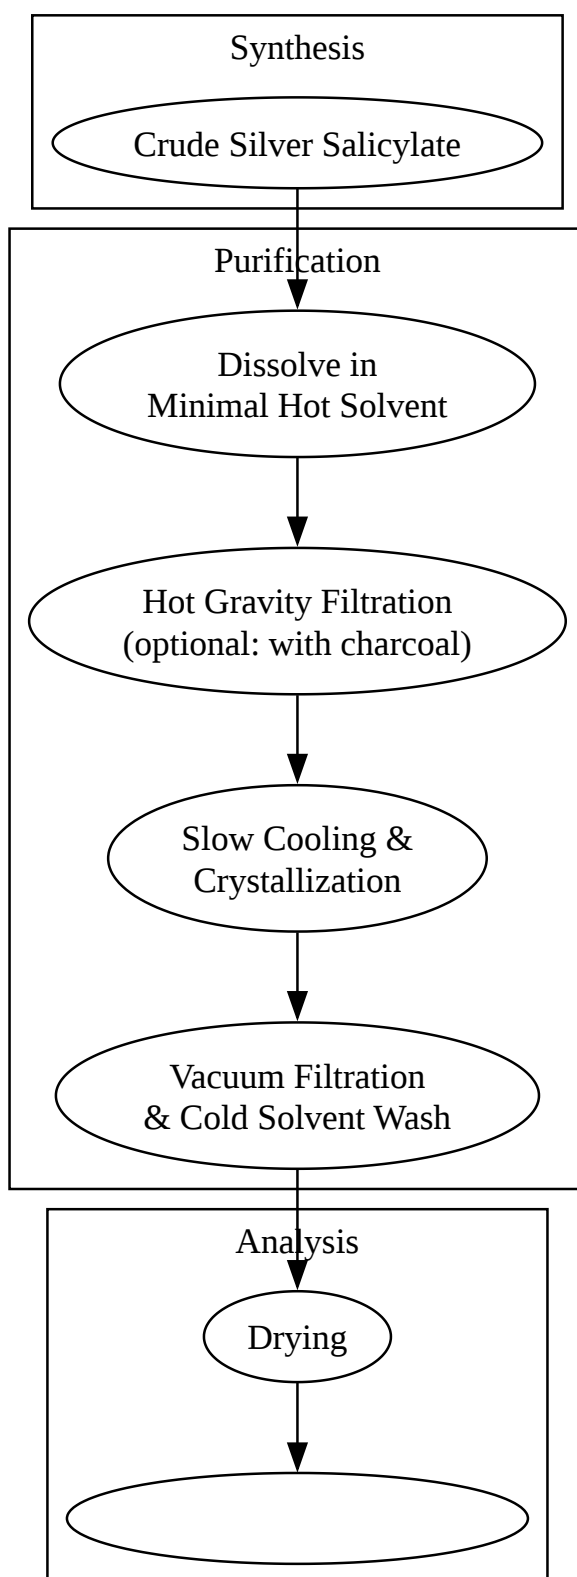 Synthesis
Crude Silver Salicylate
Purification
Dissolve in
Minimal Hot Solvent
Hot Gravity Filtration
(optional: with charcoal)
Slow Cooling &
Crystallization
Vacuum Filtration
& Cold Solvent Wash
Analysis
Drying